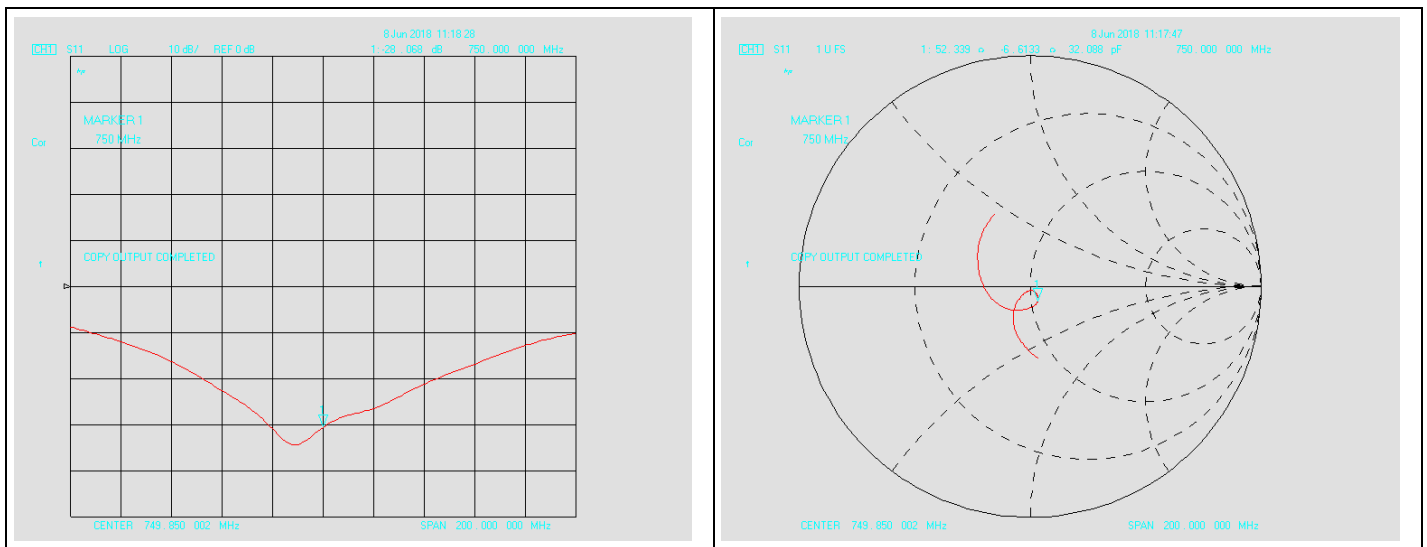 8 Jun 2018 11:18:28
CH1 S11 LOG 10 dB/ REF 0 dB 1:-28.068 dB 750.000 000 MHz
MARKER 1
750 MHz
Cor
COPY OUTPUT COMPLETED
↑
1
CENTER 749.850 002 MHz SPAN 200.000 000 MHz
8 Jun 2018 11:17:47
CH1 S11 1 U FS 1: 52.339 -6.6133 32.088 pF 750.000 000 MHz
MARKER 1
750 MHz
Cor
COPY OUTPUT COMPLETED
↑
1
CENTER 749.850 002 MHz SPAN 200.000 000 MHz